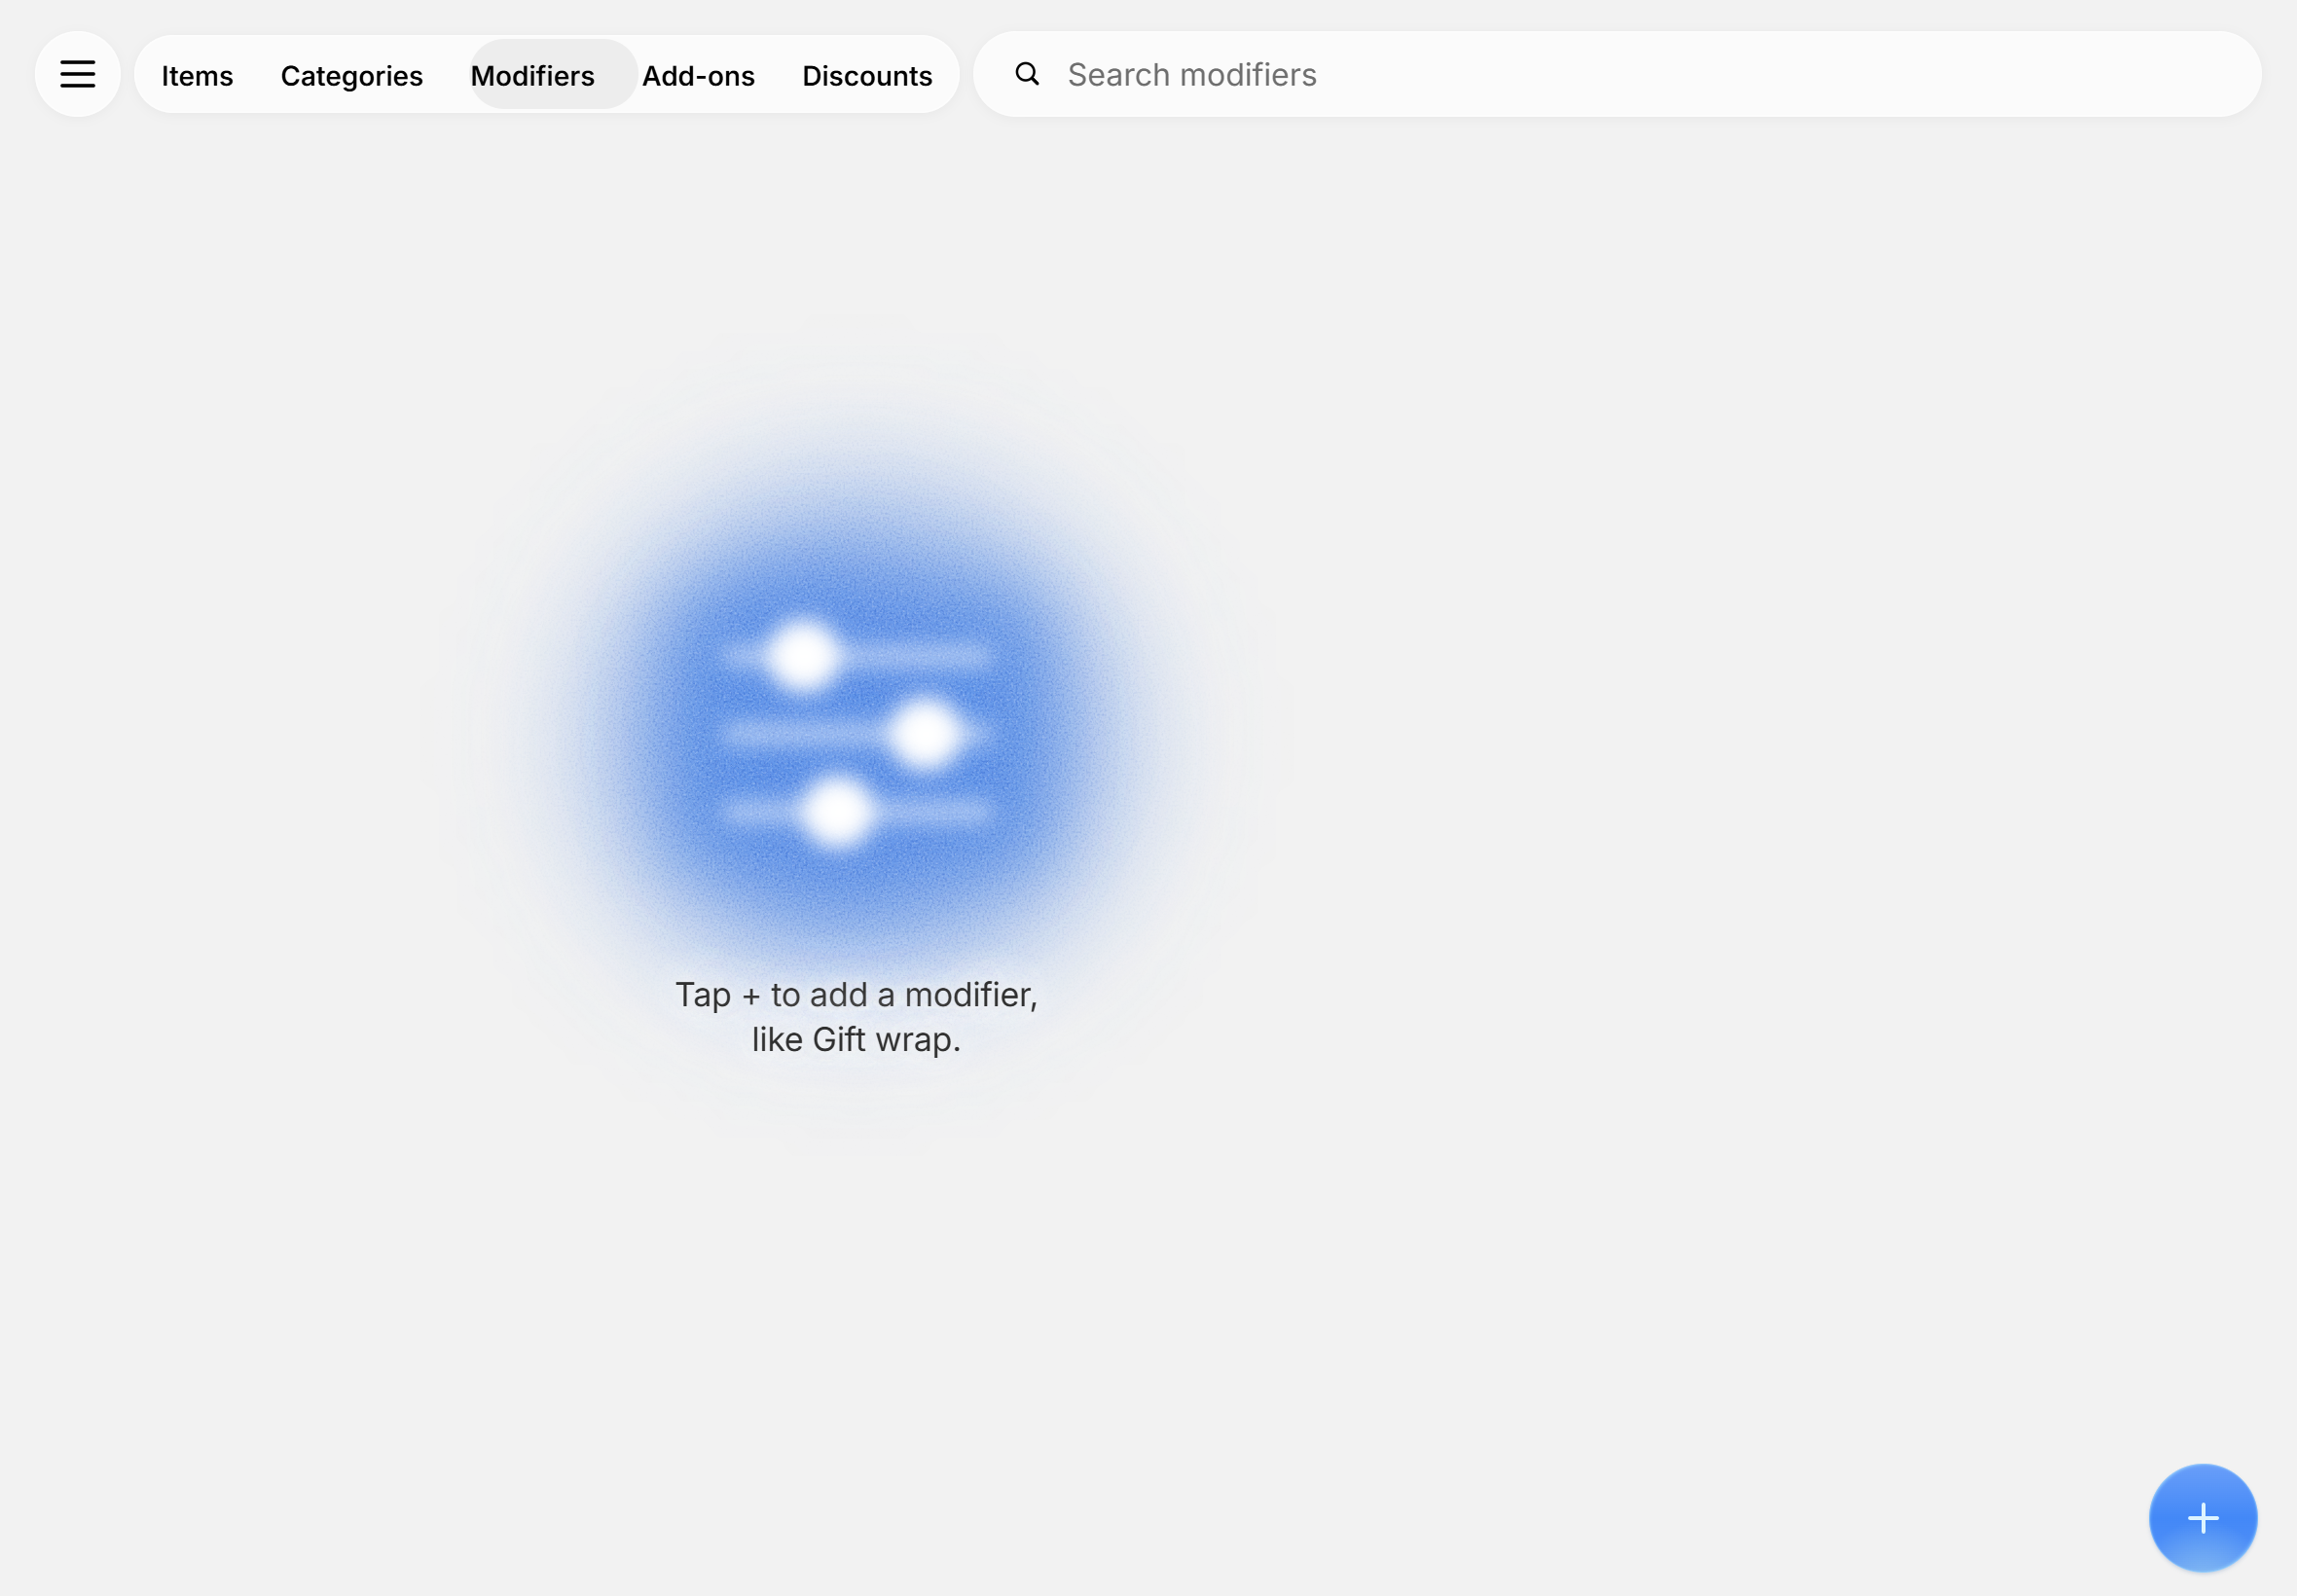 Items
Categories
Modifiers
Add-ons
Discounts
Search modifiers
Tap + to add a modifier,
like Gift wrap.